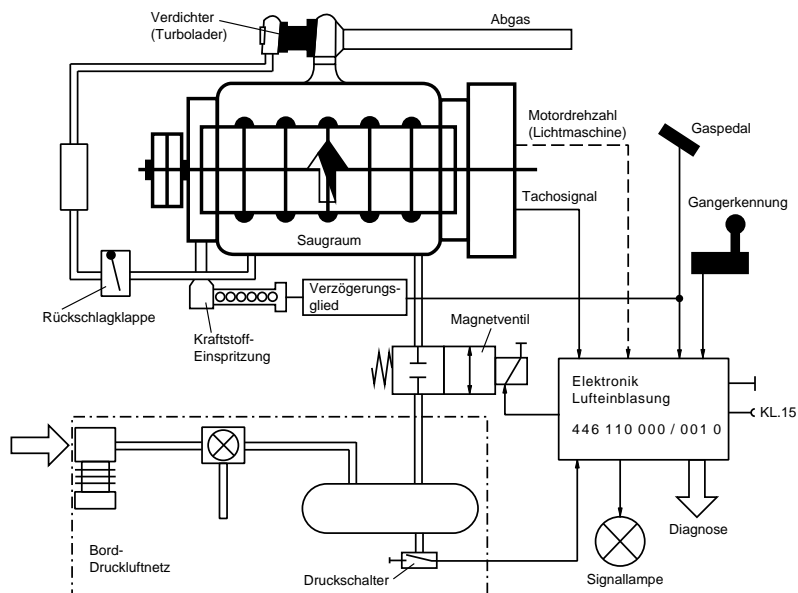 Verdichter
(Turbolader)
Abgas
Motordrehzahl
(Lichtmaschine)
Gaspedal
Tachosignal
Gangerkennung
Saugraum
Rückschlagklappe
Verzögerungs-
glied
Kraftstoff-
Einspritzung
Magnetventil
Elektronik
Lufteinblasung
446 110 000 / 001 0
KL.15
Diagnose
Signallampe
Bord-
Druckluftnetz
Druckschalter